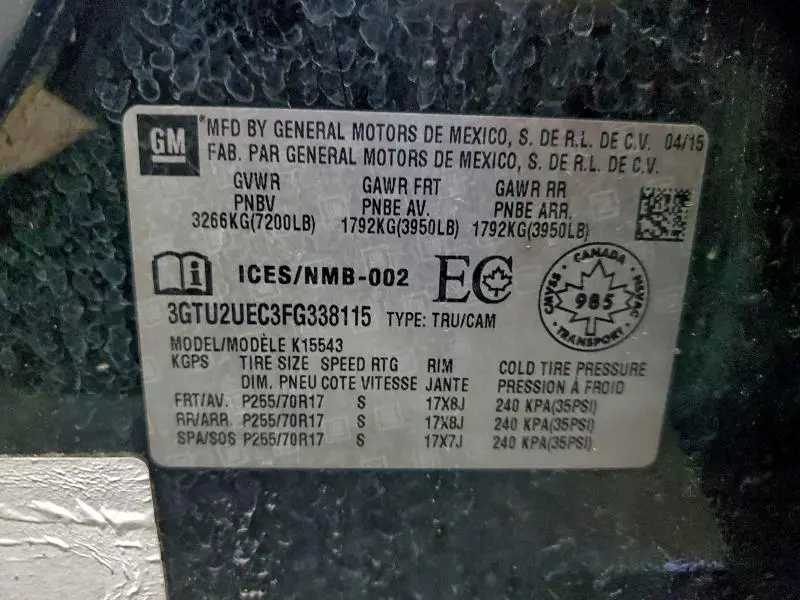 GM
MFD BY GENERAL MOTORS DE MEXICO, S. DE R.L. DE C.V. 04/15
FAB. PAR GENERAL MOTORS DE MEXICO, S. DE R.L. DE C.V.
GVWR GAWR FRT GAWR RR
PNBV PNBE AV. PNBE ARR.
3266KG(7200LB) 1792KG(3950LB) 1792KG(3950LB)
i ICES/NMB-002 EC
CANADA
CMVSS 985 NSVAC
TRANSPORT
3GTU2UEC3FG338115 TYPE: TRU/CAM
MODEL/MODÈLE K15543
KGPS TIRE SIZE SPEED RTG RIM COLD TIRE PRESSURE
DIM. PNEU COTE VITESSE JANTE PRESSION À FROID
FRT/AV. P255/70R17 S 17X8J 240 KPA(35PSI)
RR/ARR. P255/70R17 S 17X8J 240 KPA(35PSI)
SPA/SOS P255/70R17 S 17X7J 240 KPA(35PSI)